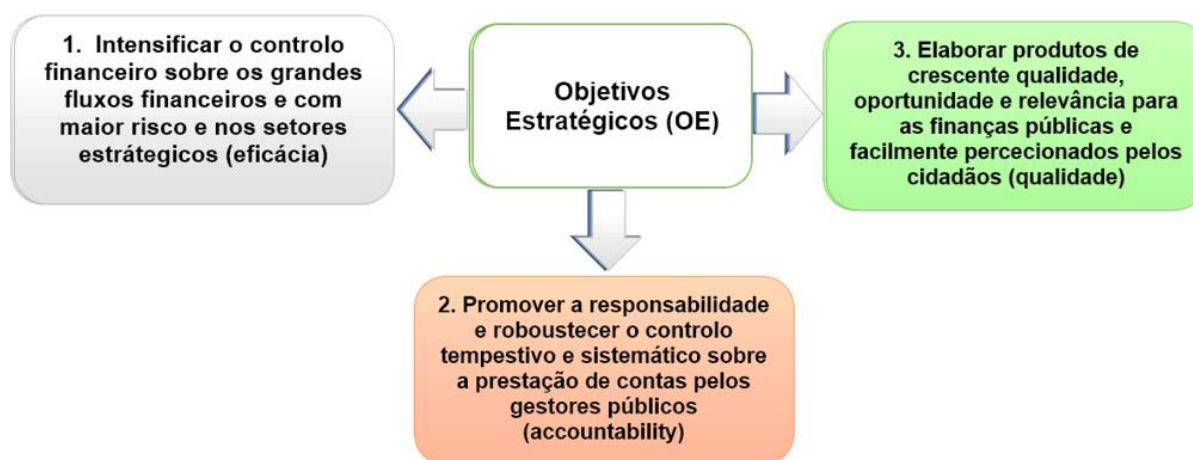 1. Intensificar o controlo
financeiro sobre os grandes
fluxos financeiros e com
maior risco e nos setores
estrátegicos (eficácia)
Objetivos
Estratégicos (OE)
3. Elaborar produtos de
crescente qualidade,
oportunidade e relevância para
as finanças públicas e
facilmente percecionados pelos
cidadãos (qualidade)
2. Promover a responsabilidade
e roboustecer o controlo
tempestivo e sistemático sobre
a prestação de contas pelos
gestores públicos
(accountability)